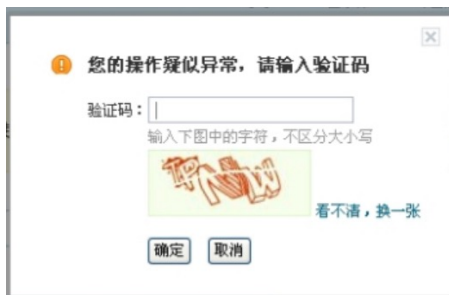 您的操作疑似异常，请输入验证码
验证码：
输入下图中的字符，不区分大小写
看不清，换一张
确定 取消